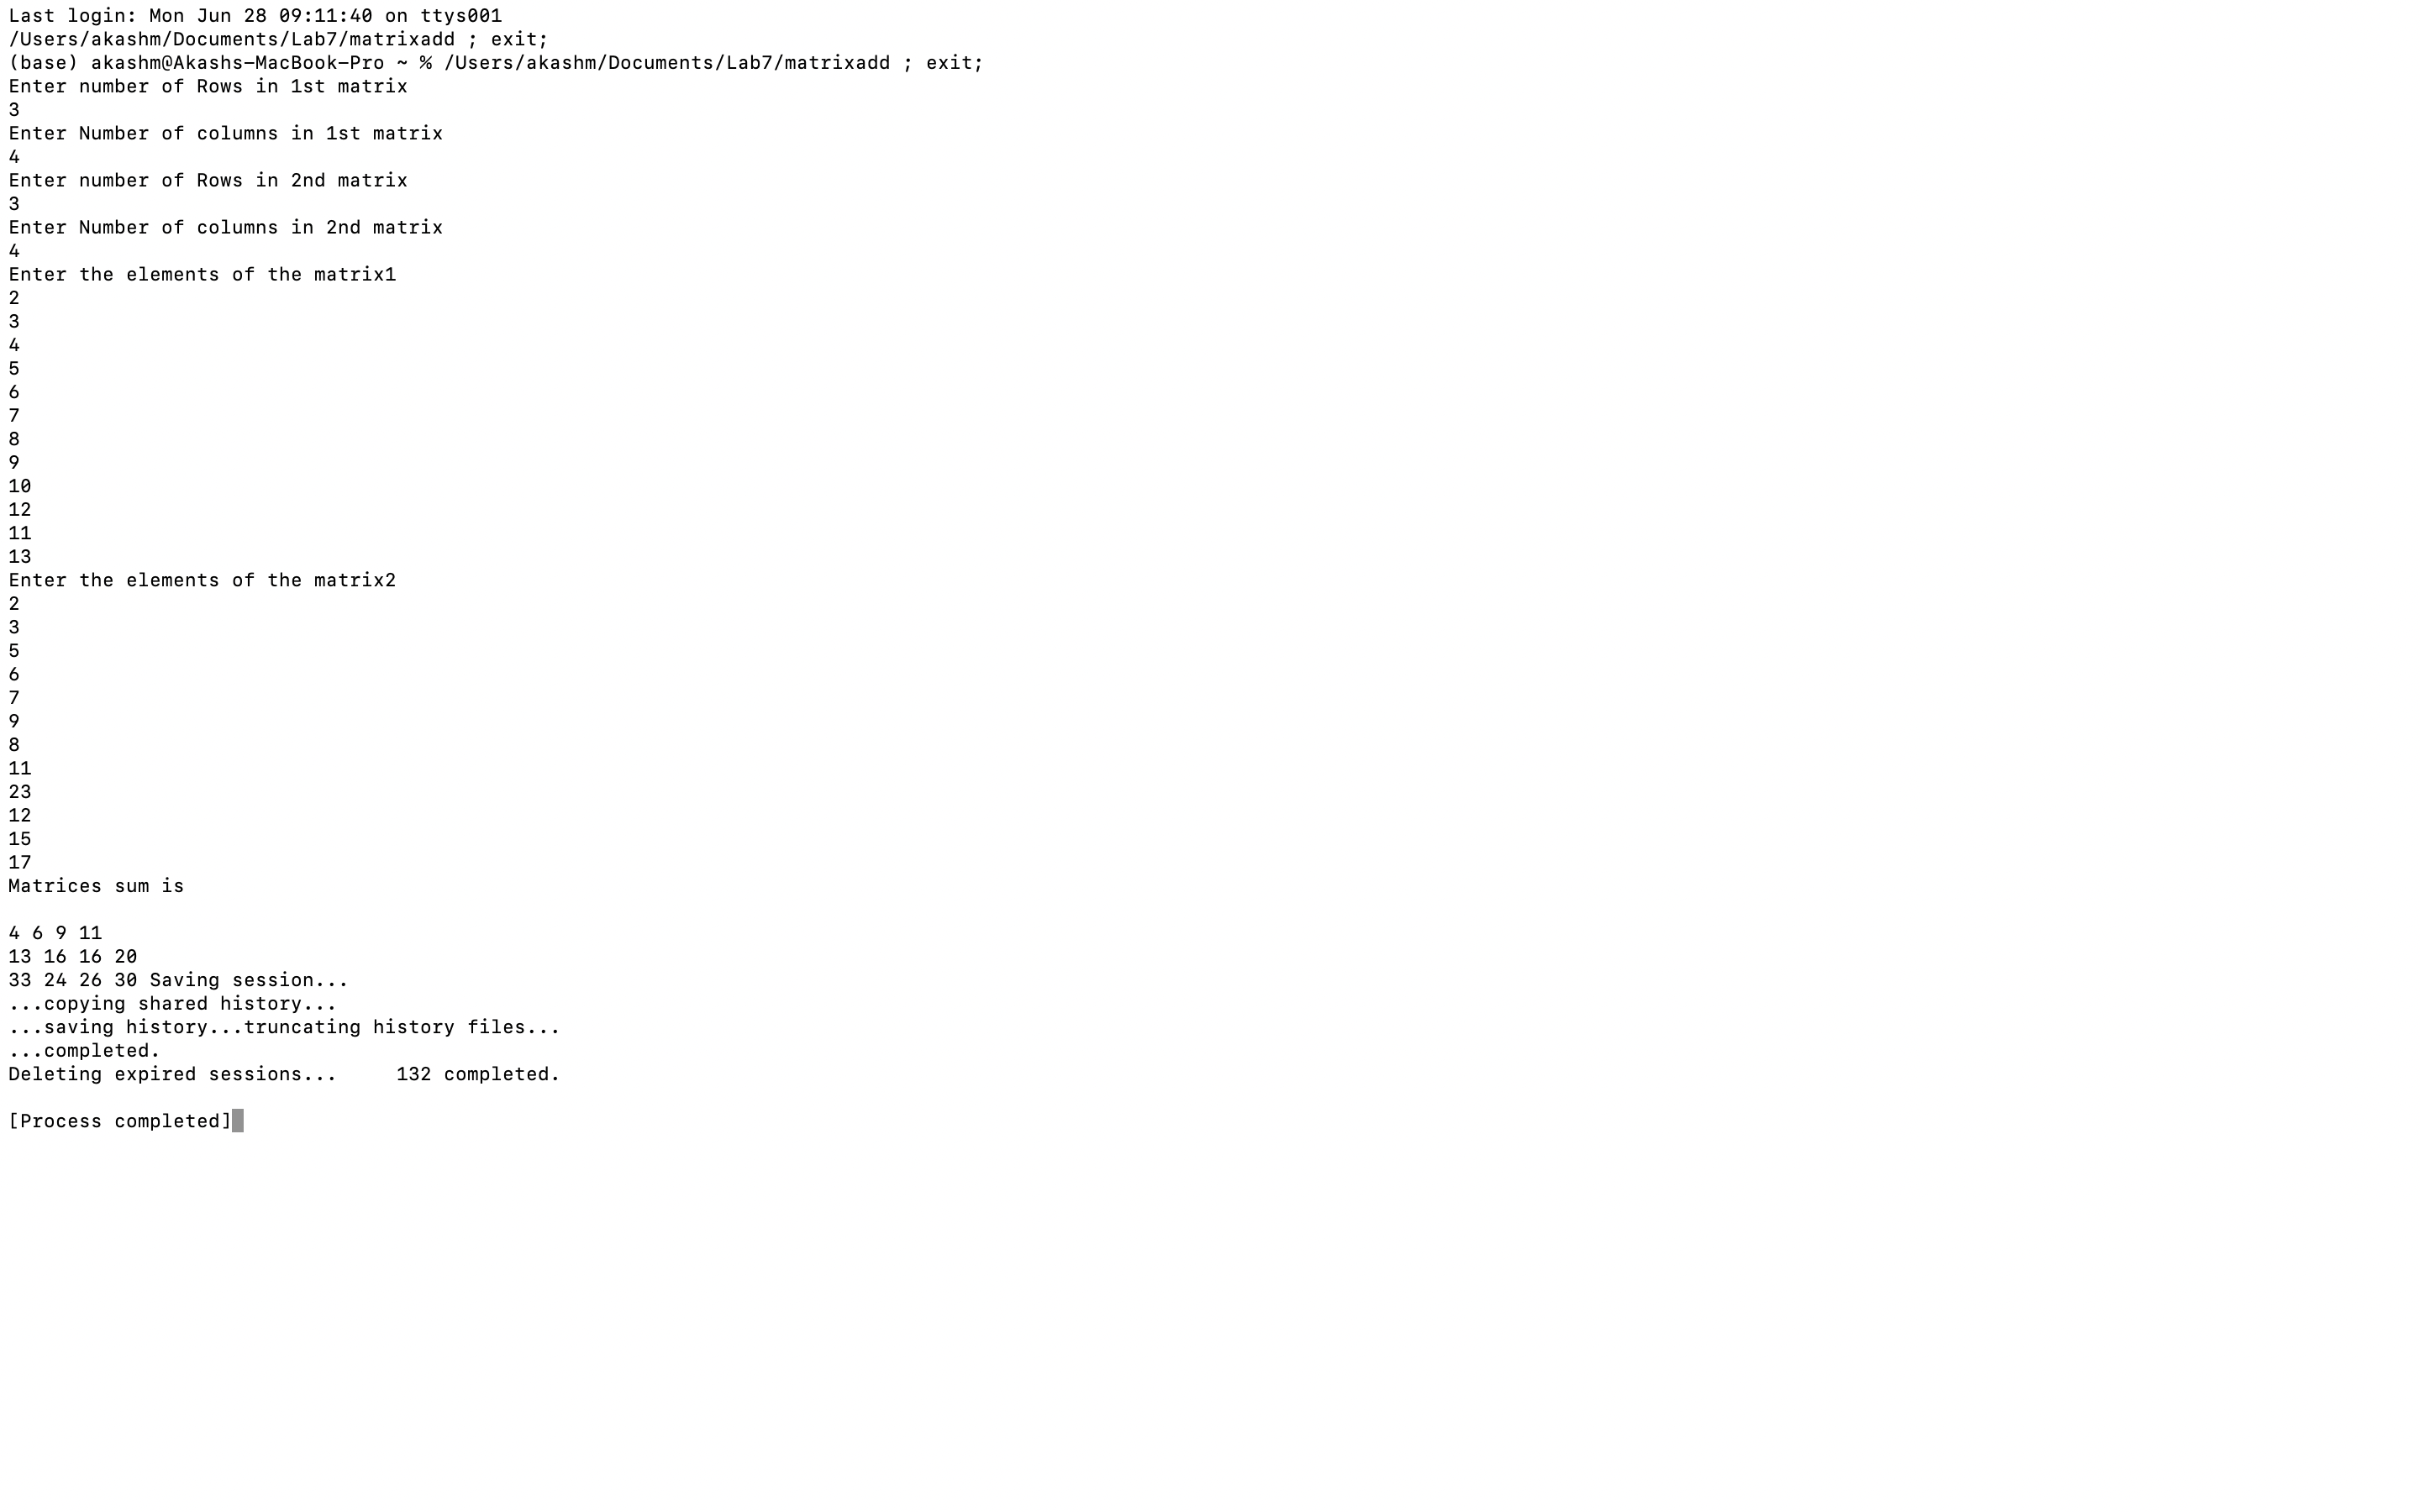 Last login: Mon Jun 28 09:11:40 on ttys001
/Users/akashm/Documents/Lab7/matrixadd ; exit;
(base) akashm@Akashs-MacBook-Pro ~ % /Users/akashm/Documents/Lab7/matrixadd ; exit;
Enter number of Rows in 1st matrix
3
Enter Number of columns in 1st matrix
4
Enter number of Rows in 2nd matrix
3
Enter Number of columns in 2nd matrix
4
Enter the elements of the matrix1
2
3
4
5
6
7
8
9
10
12
11
13
Enter the elements of the matrix2
2
3
5
6
7
9
8
11
23
12
15
17
Matrices sum is
4 6 9 11
13 16 16 20
33 24 26 30 Saving session...
...copying shared history...
...saving history...truncating history files...
...completed.
Deleting expired sessions...     132 completed.
[Process completed]